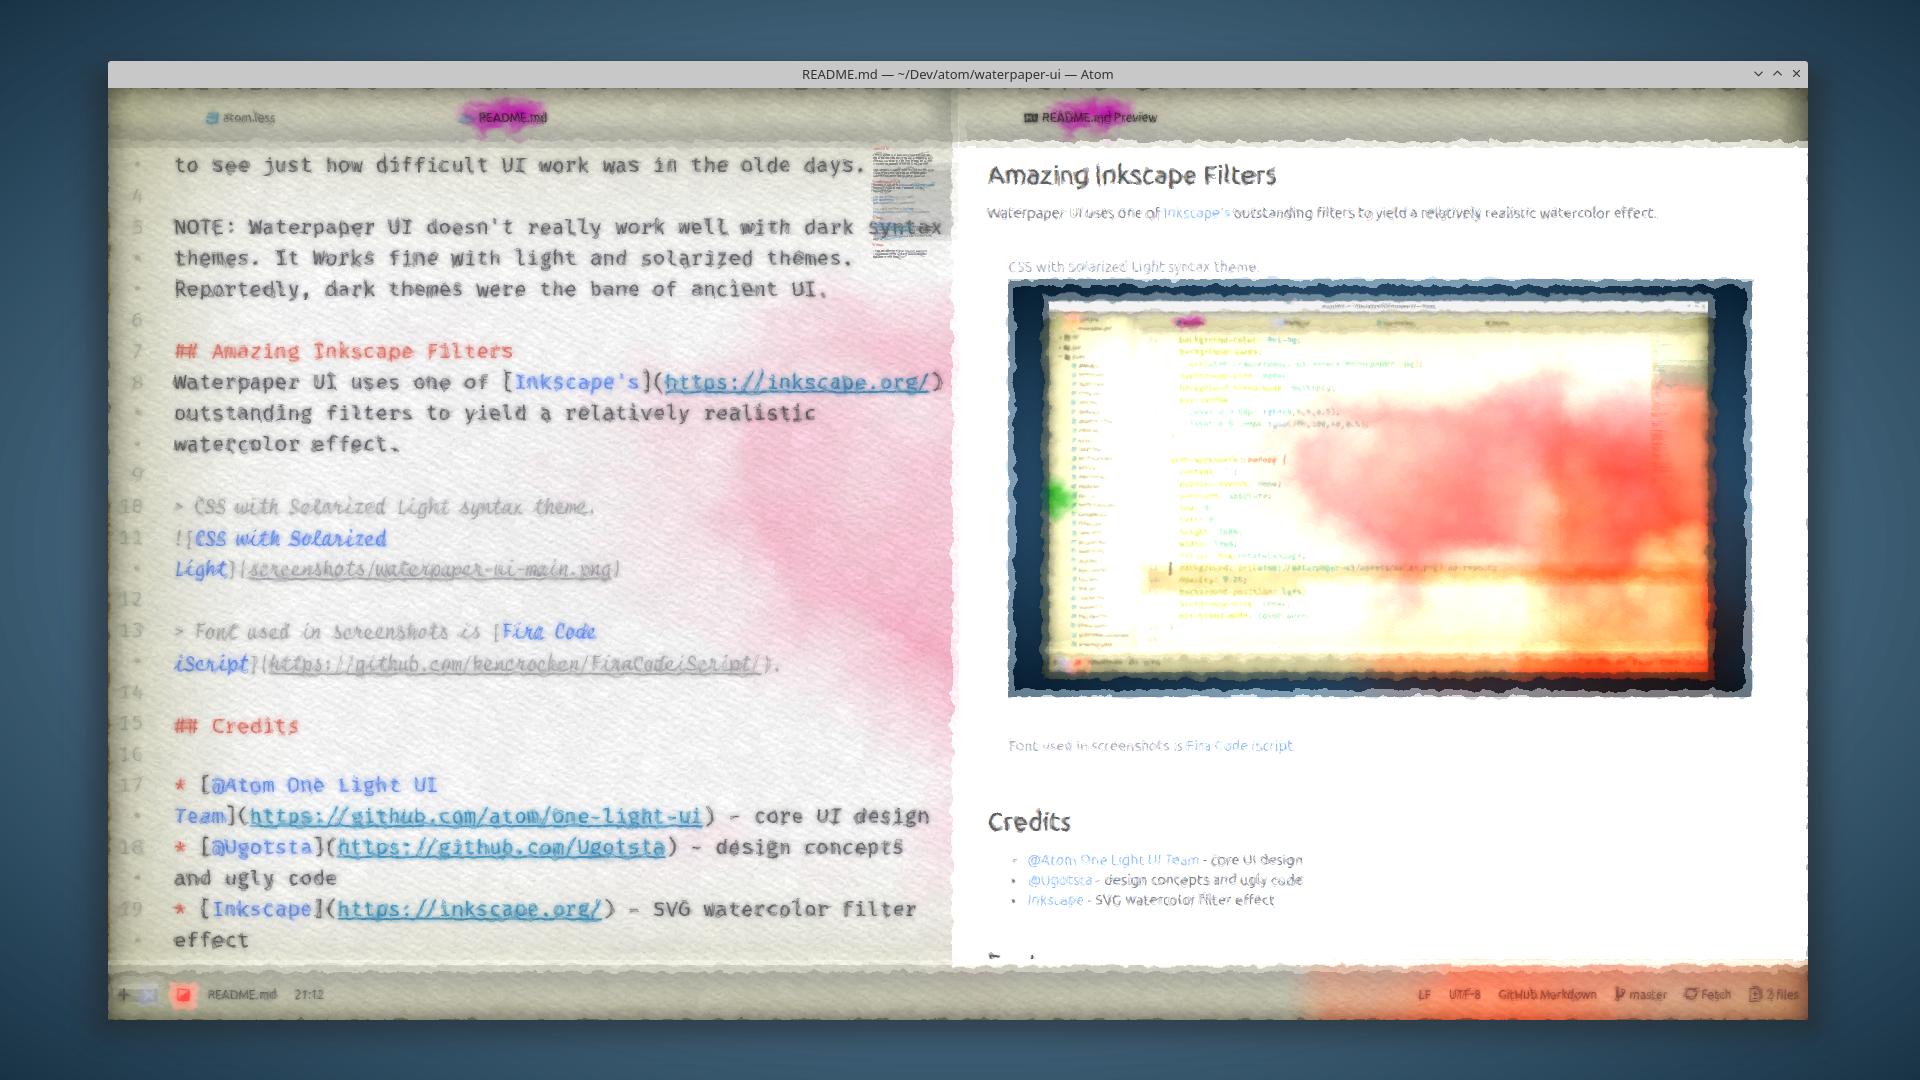 README.md — ~/Dev/atom/waterpaper-ui — Atom
atom.less
README.md
README.md Preview
to see just how difficult UI work was in the olde days.
4
5 NOTE: Waterpaper UI doesn't really work well with dark syntax
themes. It Works fine with light and solarized themes.
Reportedly, dark themes were the bane of ancient UI.
6
7 ## Amazing Inkscape Filters
8 Waterpaper UI uses one of [Inkscape's](https://inkscape.org/)
outstanding filters to yield a relatively realistic
watercolor effect.
9
10 > CSS with Solarized Light syntax theme.
11 ![CSS with Solarized
Light](screenshots/waterpaper-ui-main.png)
12
13 > Font used in screenshots is [Fira Code
iScript](https://github.com/kencrocken/FiraCodeiScript/).
14
15 ## Credits
16
17 * [@Atom One Light UI
Team](https://github.com/atom/one-light-ui) - core UI design
18 * [@Ugotsta](https://github.com/Ugotsta) - design concepts
and ugly code
19 * [Inkscape](https://inkscape.org/) - SVG watercolor filter
effect
Amazing Inkscape Filters
Waterpaper UI uses one of Inkscape's outstanding filters to yield a relatively realistic watercolor effect.
CSS with Solarized Light syntax theme.
Font used in screenshots is Fira Code iScript.
Credits
• @Atom One Light UI Team - core UI design
• @Ugotsta - design concepts and ugly code
• Inkscape - SVG watercolor filter effect
README.md 21:12
LF UTF-8 GitHub Markdown master Fetch 2 files